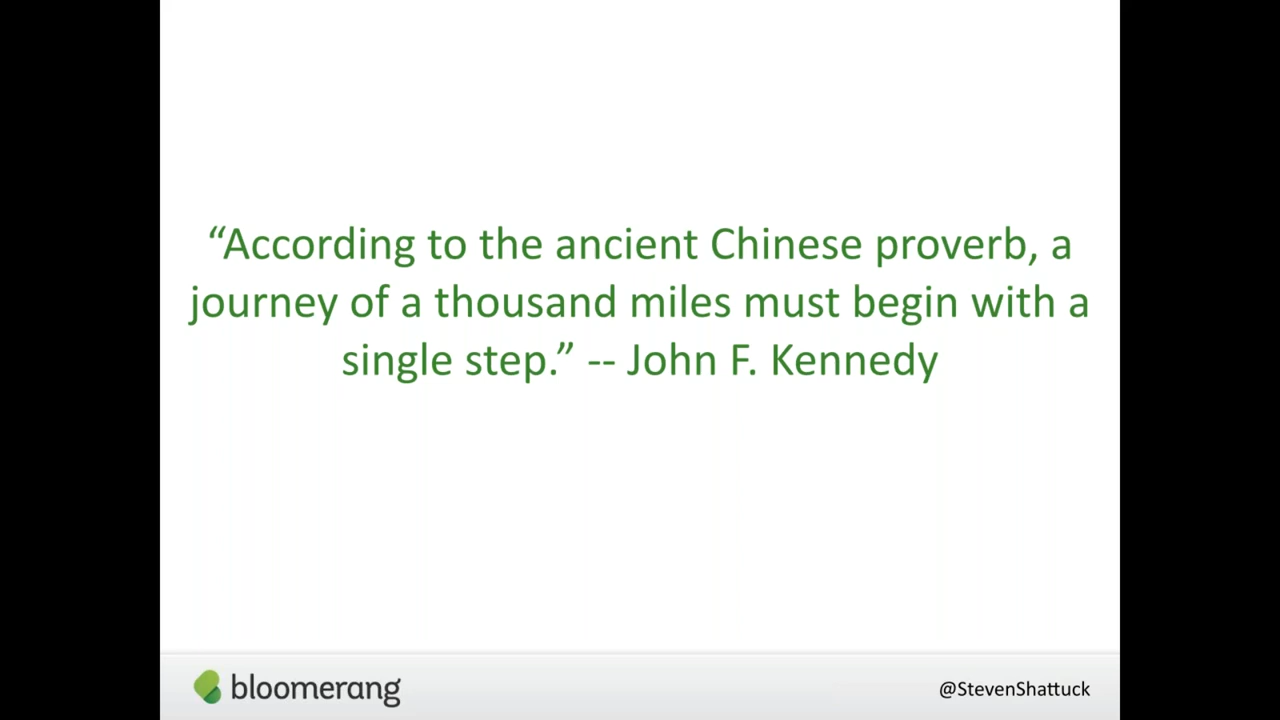 “According to the ancient Chinese proverb, a
journey of a thousand miles must begin with a
single step.” -- John F. Kennedy
bloomerang
@StevenShattuck